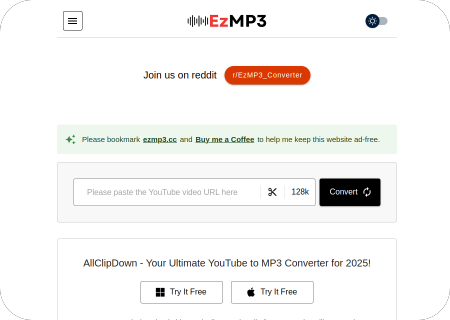 EzMP3
Join us on reddit r/EzMP3_Converter
Please bookmark ezmp3.cc and Buy me a Coffee to help me keep this website ad-free.
Please paste the YouTube video URL here 128k Convert
AllClipDown - Your Ultimate YouTube to MP3 Converter for 2025!
Try It Free Try It Free